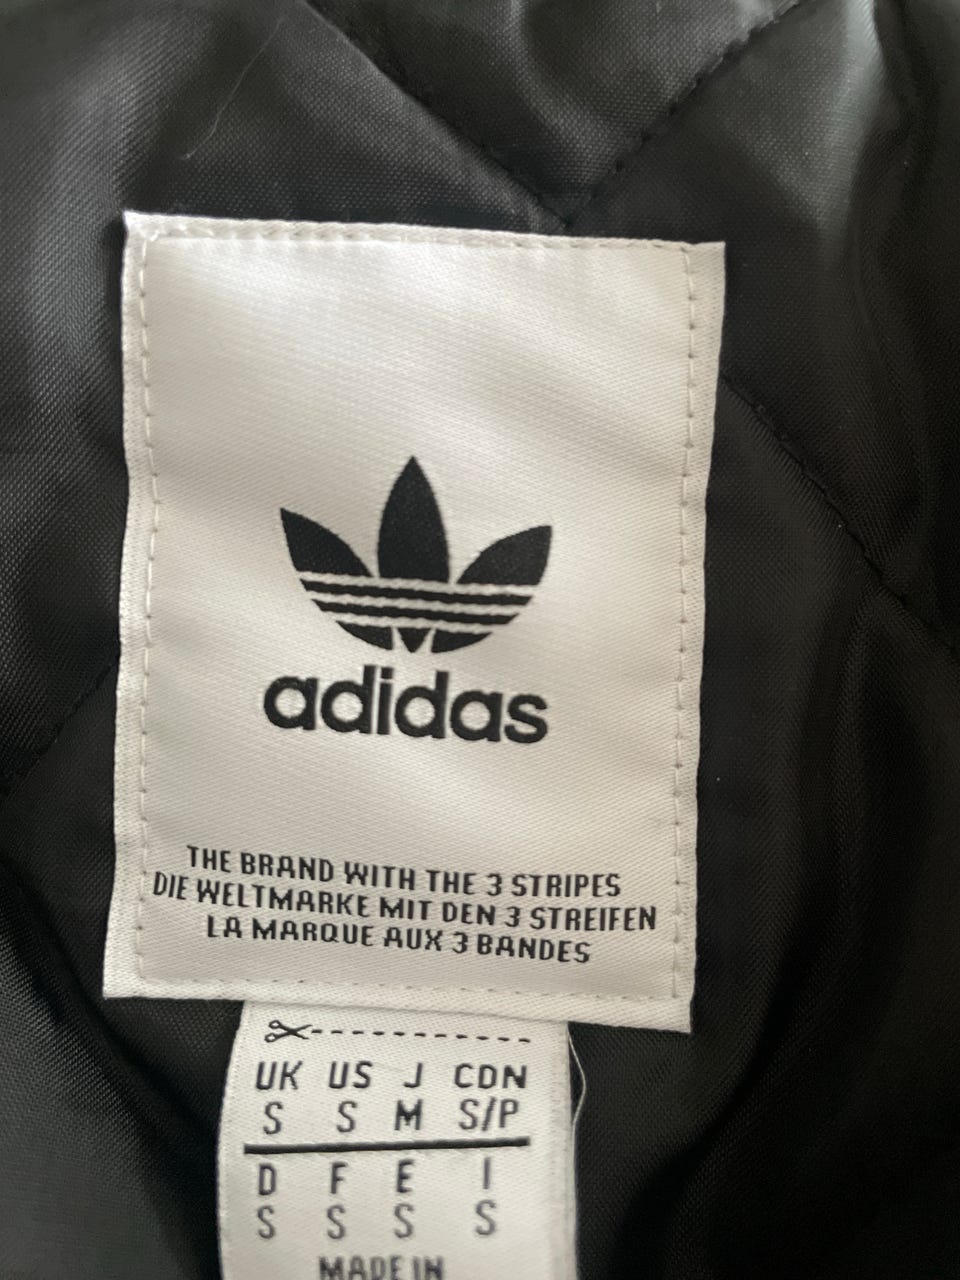 adidas
THE BRAND WITH THE 3 STRIPES
DIE WELTMARKE MIT DEN 3 STREIFEN
LA MARQUE AUX 3 BANDES
UK US J CDN
S S M S/P
D F E I
S S S S
MADE IN